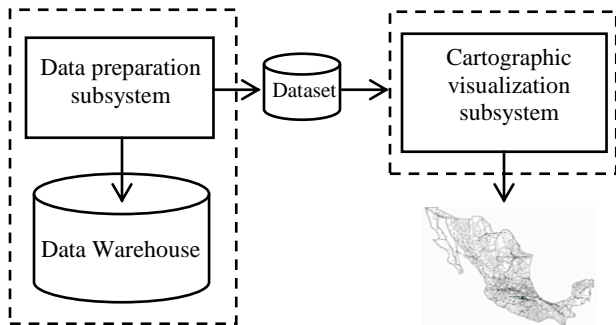 Data preparation
subsystem
Data Warehouse
Dataset
Cartographic
visualization
subsystem